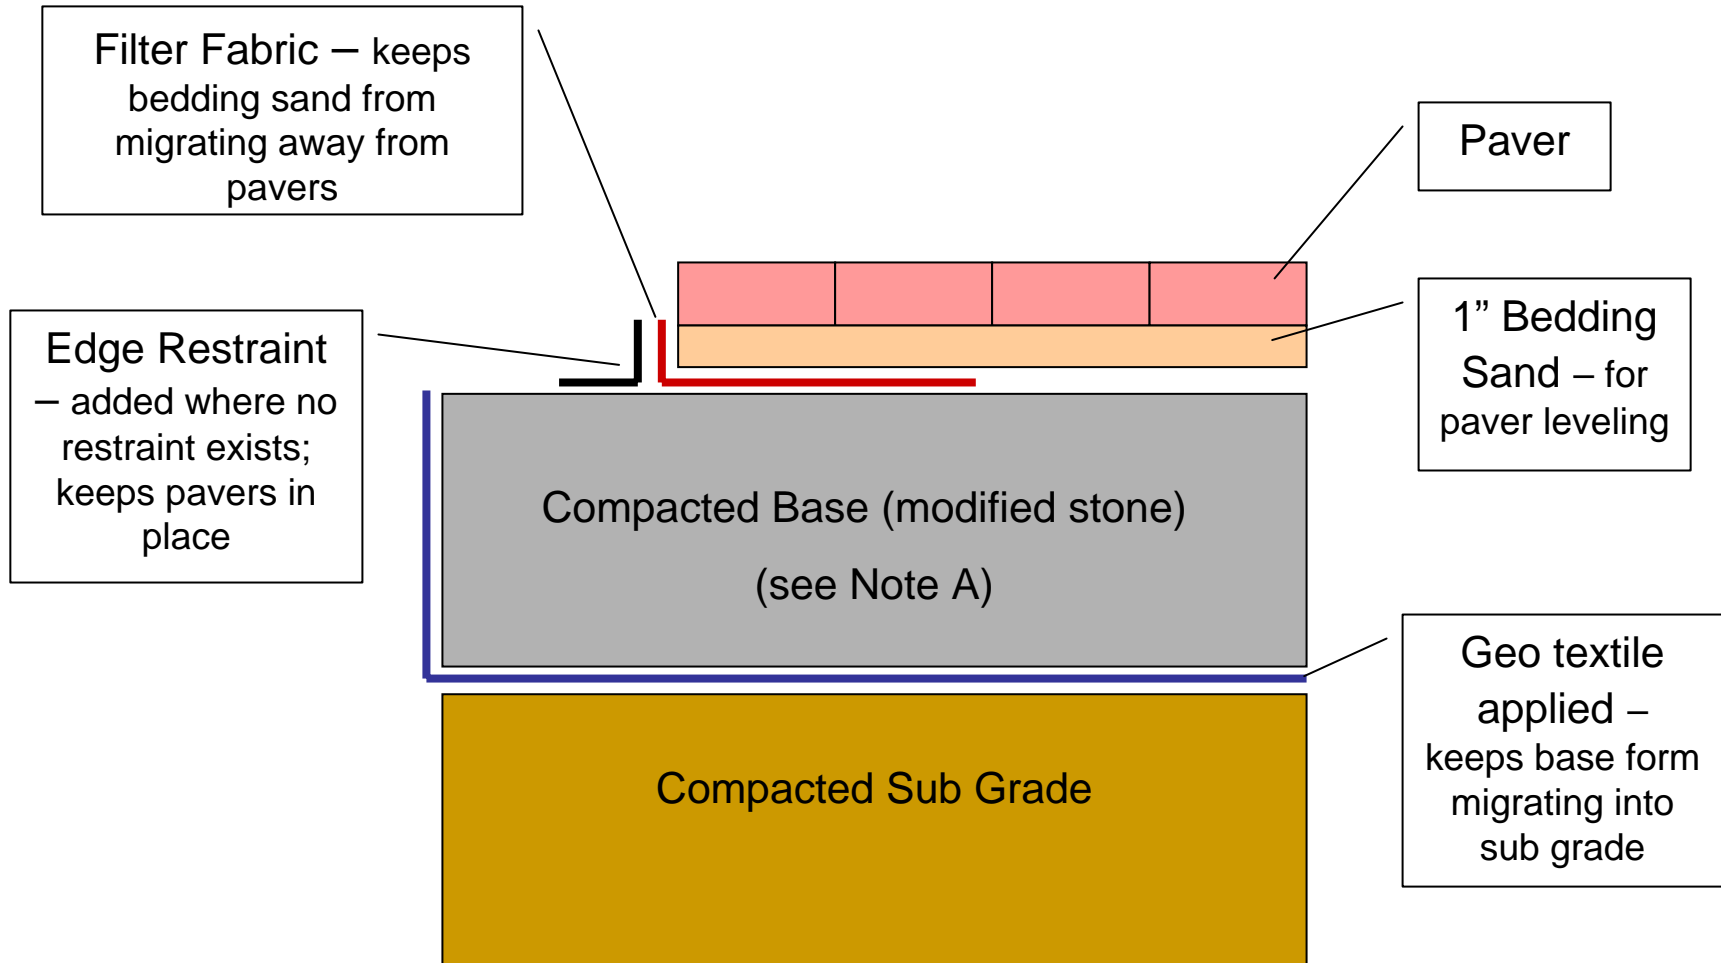 Filter Fabric – keeps
bedding sand from
migrating away from
pavers
Paver
Edge Restraint
– added where no
restraint exists;
keeps pavers in
place
1” Bedding
Sand – for
paver leveling
Compacted Base (modified stone)
(see Note A)
Geo textile
applied –
keeps base form
migrating into
sub grade
Compacted Sub Grade